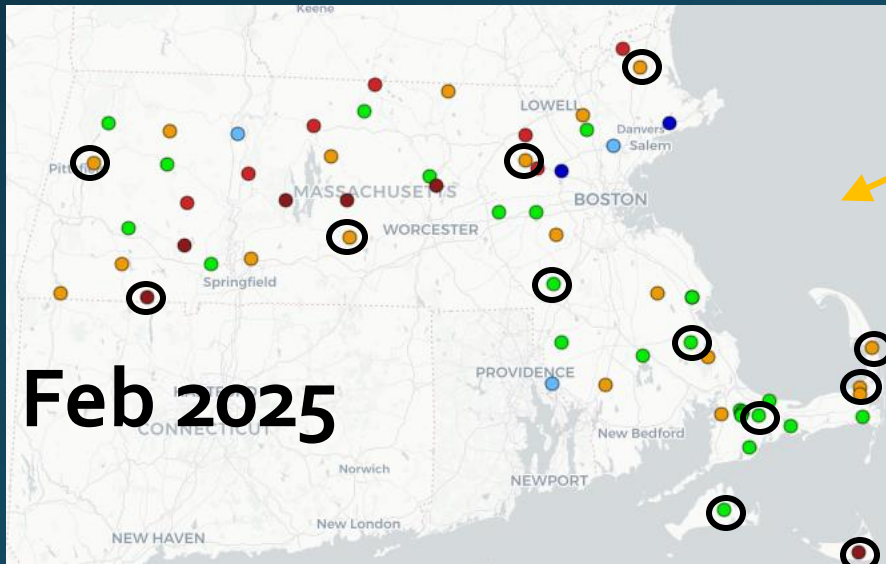 Keene
LOWELL
Danvers
Salem
MASSACHUSETTS
BOSTON
WORCESTER
Springfield
PROVIDENCE
Feb 2025
CONNECTICUT
New Bedford
Norwich
NEWPORT
New London
NEW HAVEN